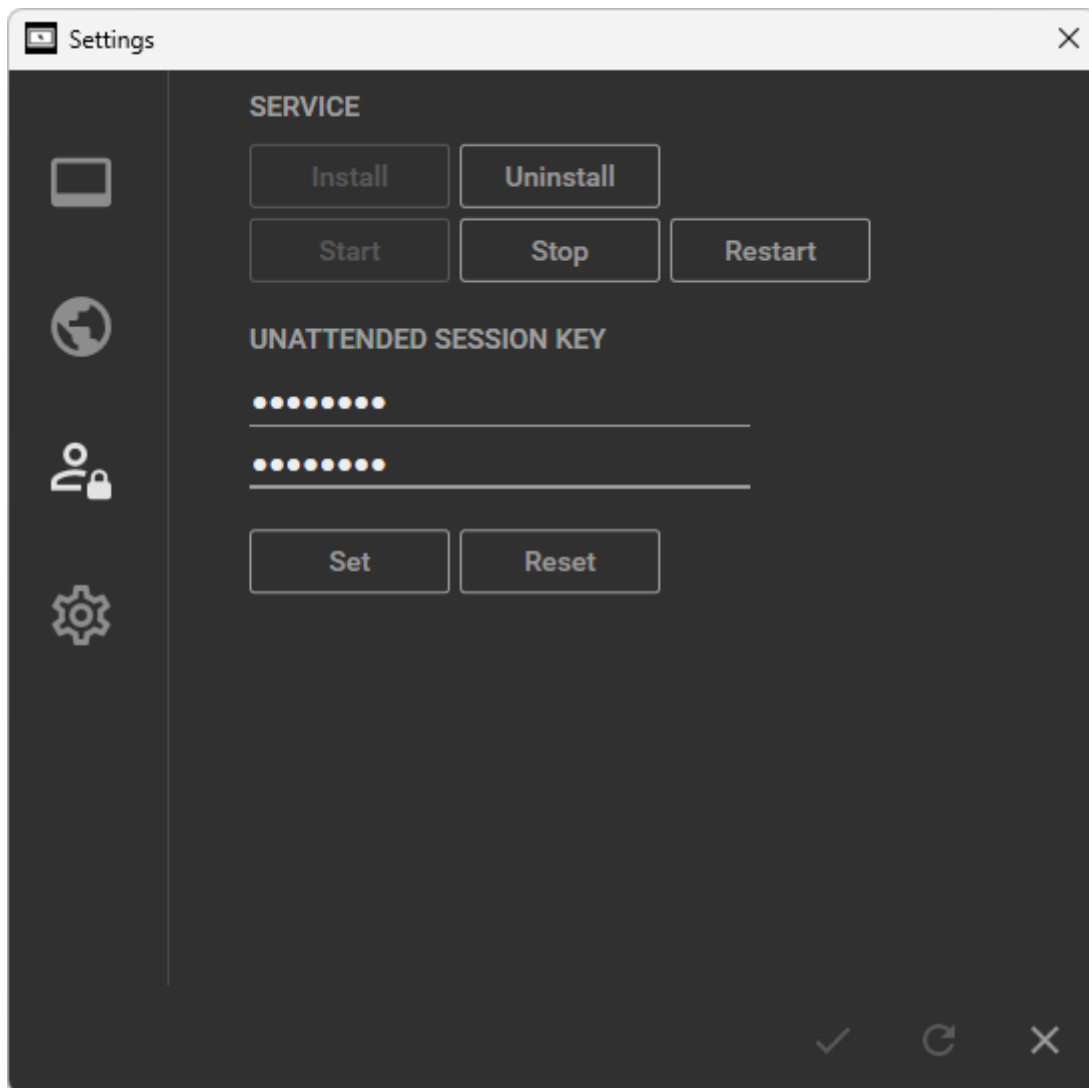 Settings
SERVICE
Install Uninstall
Start Stop Restart
UNATTENDED SESSION KEY
••••••••
••••••••
Set Reset